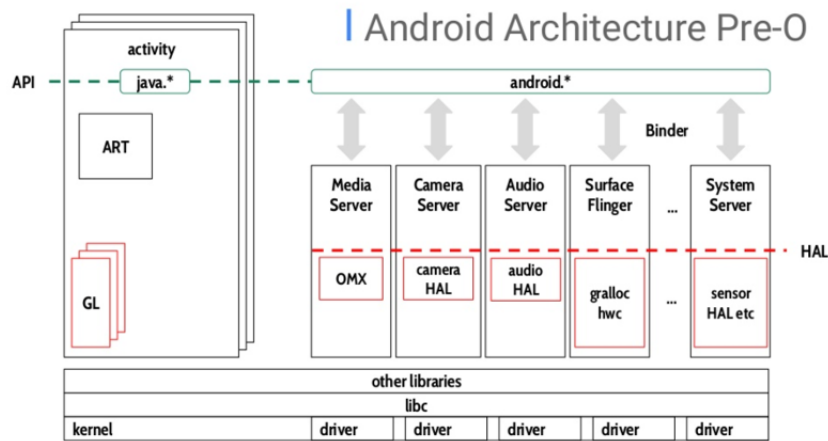 Android Architecture Pre-O
activity
API
java.*
android.*
ART
Binder
Media
Server
Camera
Server
Audio
Server
Surface
Flinger
...
System
Server
HAL
GL
OMX
camera
HAL
audio
HAL
gralloc
hwc
...
sensor
HAL etc
other libraries
libc
kernel
driver
driver
driver
driver
driver